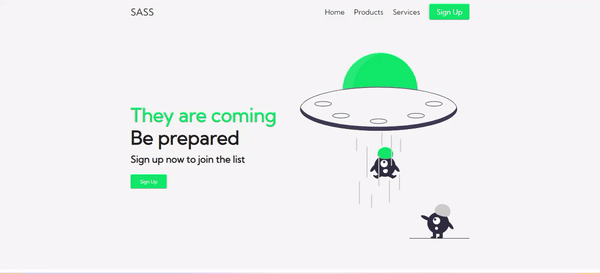 SASS
Home Products Services Sign Up
They are coming
Be prepared
Sign up now to join the list
Sign Up